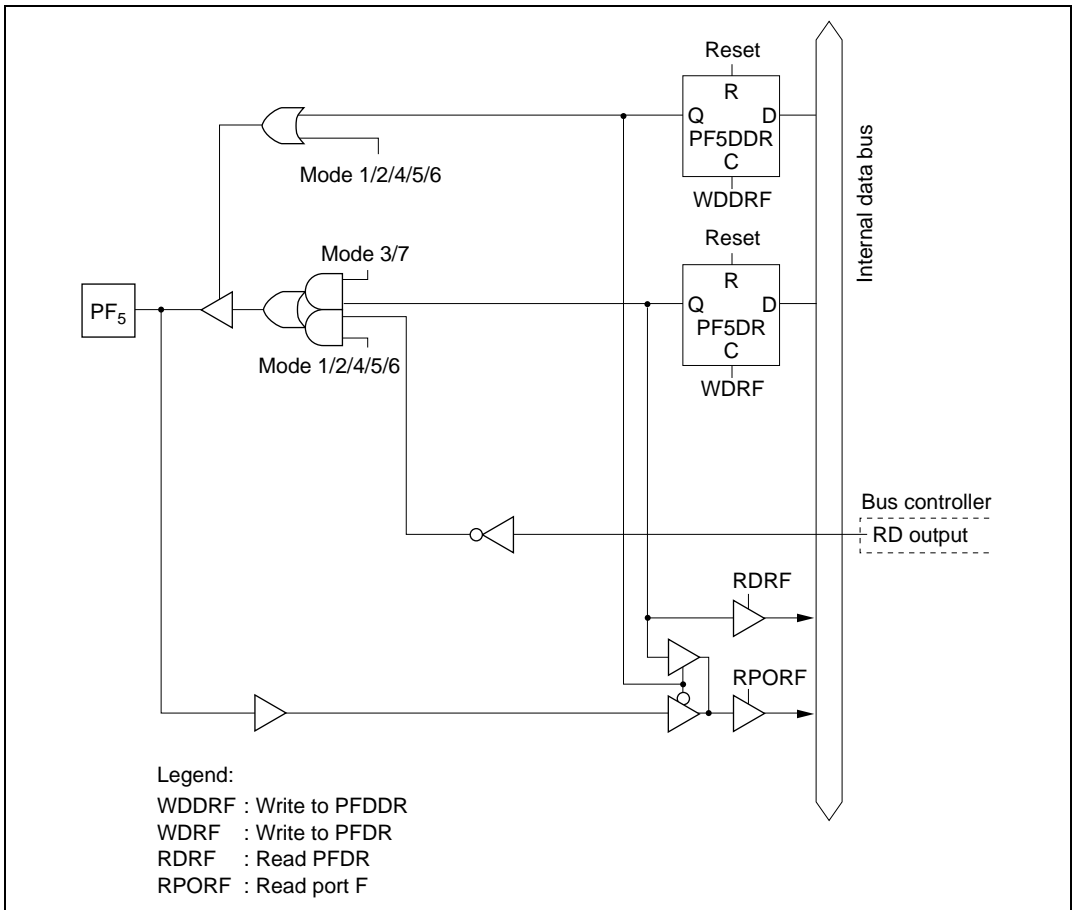 Reset
R
Q D
PF5DDR
C
WDDRF
Mode 1/2/4/5/6
Internal data bus
Reset
Mode 3/7
R
Q D
PF5DR
C
WDRF
PF5
Mode 1/2/4/5/6
Bus controller
RD output
RDRF
RPORF
Legend:
WDDRF : Write to PFDDR
WDRF : Write to PFDR
RDRF : Read PFDR
RPORF : Read port F